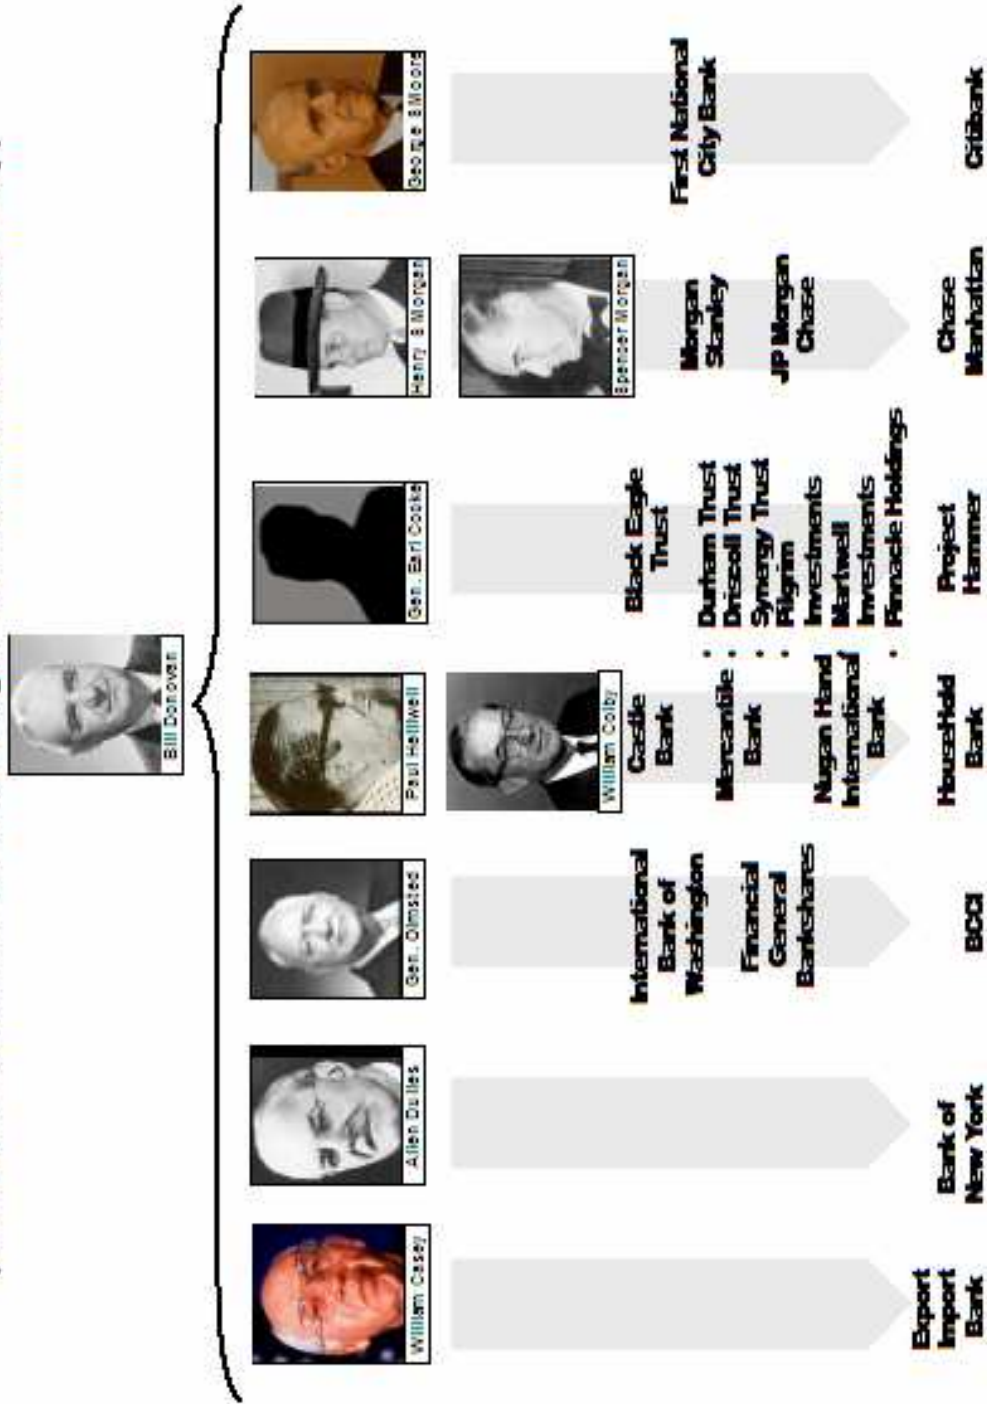 Bill Donovan
William Casey
Allen Dulles
Gen. Olmsted
Paul Helliwell
Gen. Earl Cooke
Henry S Morgan
George S Moore
William Colby
Spencer Morgan
Export
Import
Bank
Bank of
New York
International
Bank of
Washington
Financial
General
Bankshares
BCCI
Castle
Bank
Mercantile
Bank
Nugan Hand
International
Bank
HouseHold
Bank
Black Eagle
Trust
• Durham Trust
• Driscoll Trust
• Synergy Trust
• Pilgrim
Investments
Investments
• Pinnacle Holdings
Project
Hammer
Morgan
Stanley
JP Morgan
Chase
Chase
Manhattan
First National
City Bank
Citibank